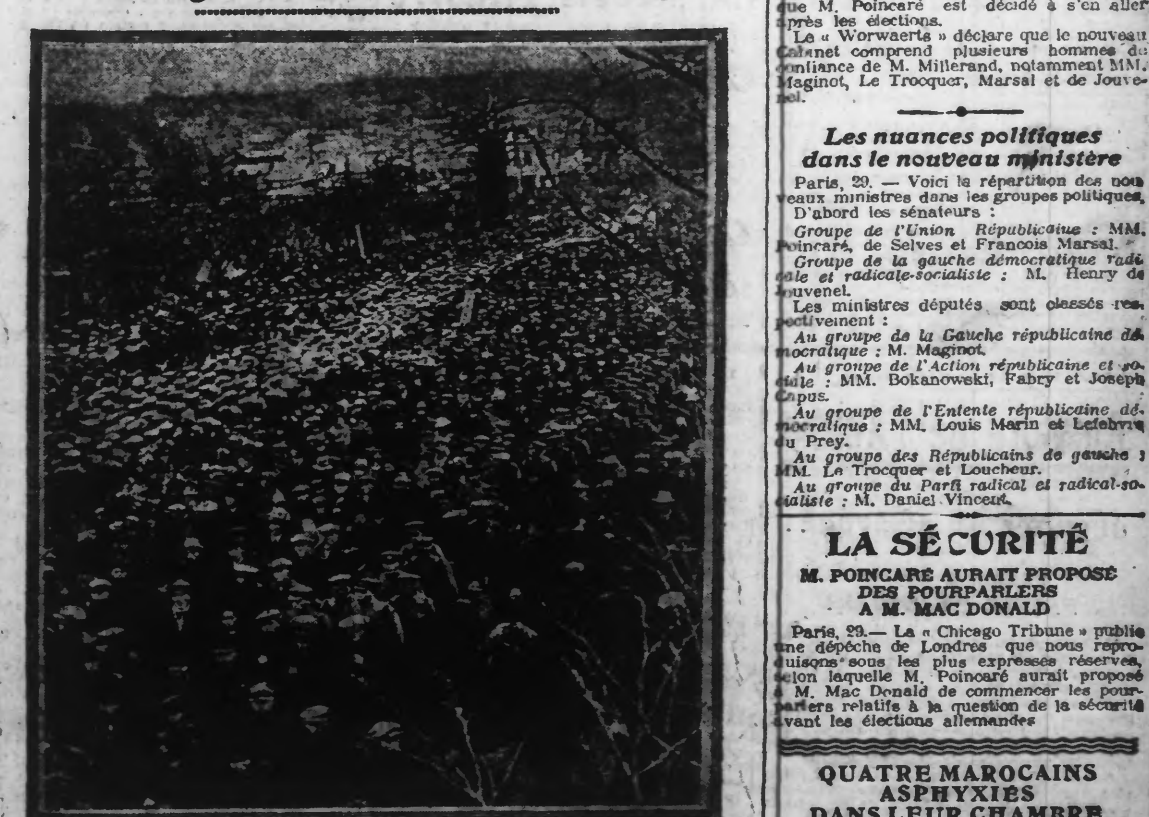 que M. Poincaré est décidé à s'en aller
après les élections.
Le « Worwaerts » déclare que le nouveau
Cabinet comprend plusieurs hommes de
confiance de M. Millerand, notamment MM.
Maginot, Le Trocquer, Marsal et de Jouve-
nel.
Les nuances politiques
dans le nouveau ministère
Paris, 29. — Voici la répartition des nou
veaux ministres dans les groupes politiques.
D'abord les sénateurs :
Groupe de l'Union Républicaine : MM.
Poincaré, de Selves et Francois Marsal.
Groupe de la gauche démocratique radi
cale et radicale-socialiste : M. Henry de
Jouvenel.
Les ministres députés sont classés res.
pectivement :
Au groupe de la Gauche républicaine dé.
mocratique : M. Maginot.
Au groupe de l'Action républicaine et so.
ciale : MM. Bokanowski, Fabry et Joseph
Capus.
Au groupe de l'Entente républicaine dé.
mocratique : MM. Louis Marin et Lefebvre
du Prey.
Au groupe des Républicains de gauche :
MM. Le Trocquer et Loucheur.
Au groupe du Parti radical et radical-so-
cialiste : M. Daniel Vincent.
LA SÉCURITÉ
M. POINCARÉ AURAIT PROPOSÉ
DES POURPARLERS
A M. MAC DONALD
Paris, 29.— La « Chicago Tribune » publie
une dépêche de Londres que nous repro-
duisons sous les plus expresses réserves,
selon laquelle M. Poincaré aurait proposé
à M. Mac Donald de commencer les pour-
parlers relatifs à la question de la sécurité
avant les élections allemandes
QUATRE MAROCAINS
ASPHYXIÉS
DANS LEUR CHAMBRE